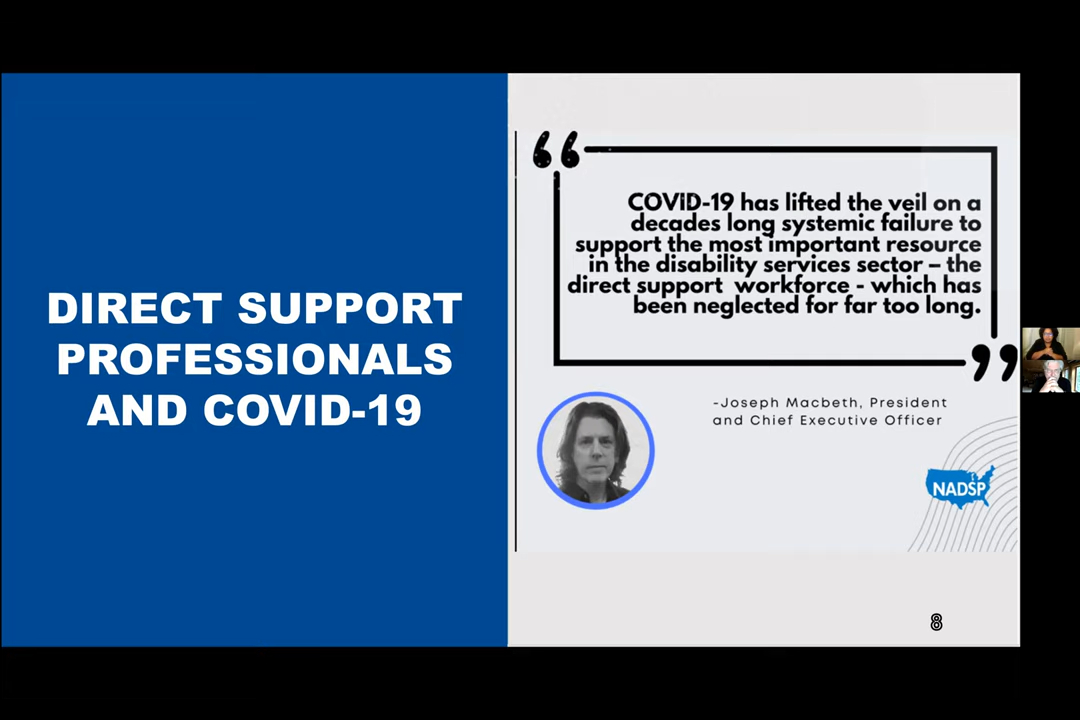 DIRECT SUPPORT
PROFESSIONALS
AND COVID-19
“
COVID-19 has lifted the veil on a
decades long systemic failure to
support the most important resource
in the disability services sector – the
direct support  workforce - which has
been neglected for far too long.
”
-Joseph Macbeth, President
and Chief Executive Officer
NADSP
8